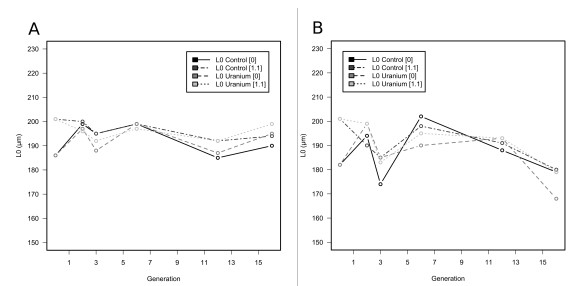 A
L0 (μm)
230
220
210
200
190
180
170
160
150
L0 Control [0]
L0 Control [1.1]
L0 Uranium [0]
L0 Uranium [1.1]
1 3 5 7 9 11 13 15
Generation
B
L0 (μm)
230
220
210
200
190
180
170
160
150
L0 Control [0]
L0 Control [1.1]
L0 Uranium [0]
L0 Uranium [1.1]
1 3 5 7 9 11 13 15
Generation